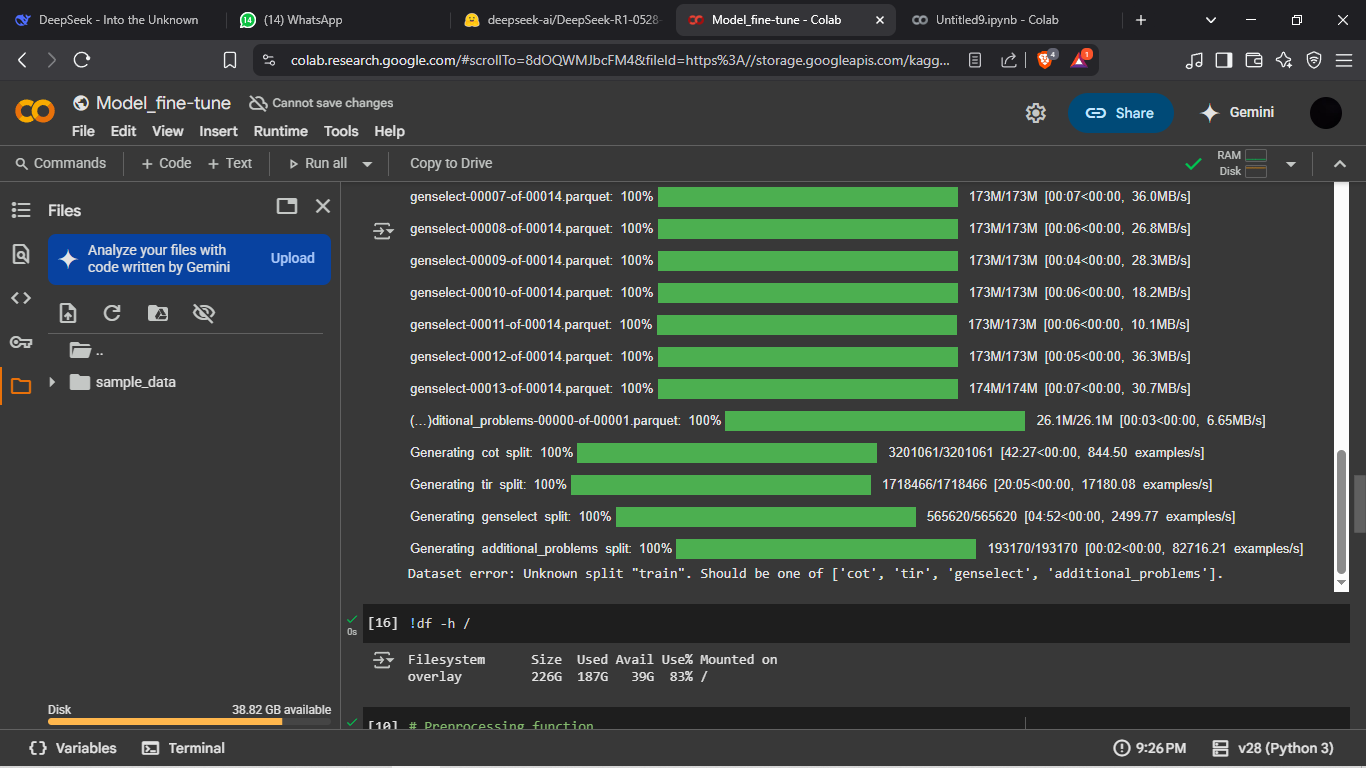 DeepSeek - Into the Unknown
14
(14) WhatsApp
deepseek-ai/DeepSeek-R1-0528-
Model_fine-tune - Colab
Untitled9.ipynb - Colab
colab.research.google.com/#scrollTo=8dOQWMJbcFM4&fileId=https%3A//storage.googleapis.com/kagg...
4
1
Model_fine-tune
Cannot save changes
File Edit View Insert Runtime Tools Help
Share
Gemini
Commands
+ Code + Text
Run all
Copy to Drive
RAM
Disk
Files
Analyze your files with
code written by Gemini
Upload
..
sample_data
Disk
38.82 GB available
genselect-00007-of-00014.parquet: 100% 173M/173M [00:07<00:00, 36.0MB/s]
genselect-00008-of-00014.parquet: 100% 173M/173M [00:06<00:00, 26.8MB/s]
genselect-00009-of-00014.parquet: 100% 173M/173M [00:04<00:00, 28.3MB/s]
genselect-00010-of-00014.parquet: 100% 173M/173M [00:06<00:00, 18.2MB/s]
genselect-00011-of-00014.parquet: 100% 173M/173M [00:06<00:00, 10.1MB/s]
genselect-00012-of-00014.parquet: 100% 173M/173M [00:05<00:00, 36.3MB/s]
genselect-00013-of-00014.parquet: 100% 174M/174M [00:07<00:00, 30.7MB/s]
(...)ditional_problems-00000-of-00001.parquet: 100% 26.1M/26.1M [00:03<00:00, 6.65MB/s]
Generating cot split: 100% 3201061/3201061 [42:27<00:00, 844.50 examples/s]
Generating tir split: 100% 1718466/1718466 [20:05<00:00, 17180.08 examples/s]
Generating genselect split: 100% 565620/565620 [04:52<00:00, 2499.77 examples/s]
Generating additional_problems split: 100% 193170/193170 [00:02<00:00, 82716.21 examples/s]
Dataset error: Unknown split "train". Should be one of ['cot', 'tir', 'genselect', 'additional_problems'].
0s
[16] !df -h /
Filesystem Size Used Avail Use% Mounted on
overlay 226G 187G 39G 83% /
[10] # Preprocessing function
Variables
Terminal
9:26 PM
v28 (Python 3)